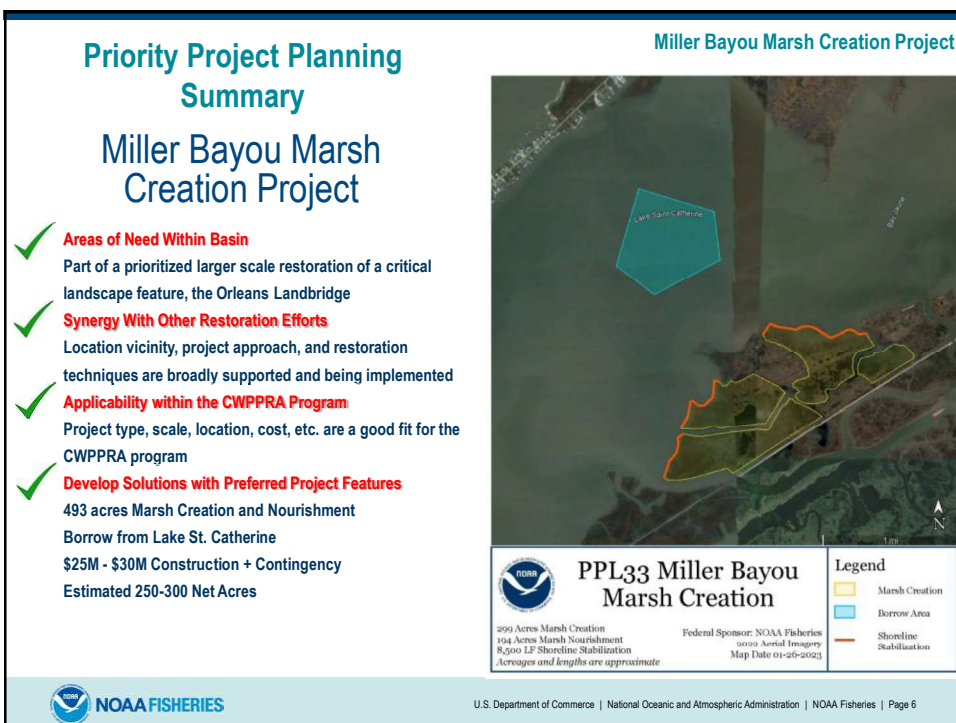 Priority Project Planning
Summary
Miller Bayou Marsh
Creation Project
Areas of Need Within Basin
Part of a prioritized larger scale restoration of a critical
landscape feature, the Orleans Landbridge
Synergy With Other Restoration Efforts
Location vicinity, project approach, and restoration
techniques are broadly supported and being implemented
Applicability within the CWPPRA Program
Project type, scale, location, cost, etc. are a good fit for the
CWPPRA program
Develop Solutions with Preferred Project Features
493 acres Marsh Creation and Nourishment
Borrow from Lake St. Catherine
$25M - $30M Construction + Contingency
Estimated 250-300 Net Acres
Miller Bayou Marsh Creation Project
Lake Saint Catherine
N
1 mi
NOAA
PPL33 Miller Bayou
Marsh Creation
299 Acres Marsh Creation
194 Acres Marsh Nourishment
8,500 LF Shoreline Stabilization
Acreages and lengths are approximate
Federal Sponsor: NOAA Fisheries
2022 Aerial Imagery
Map Date 01-26-2023
Legend
Marsh Creation
Borrow Area
Shoreline
Stabilization
NOAA
NOAA FISHERIES
U.S. Department of Commerce | National Oceanic and Atmospheric Administration | NOAA Fisheries | Page 6